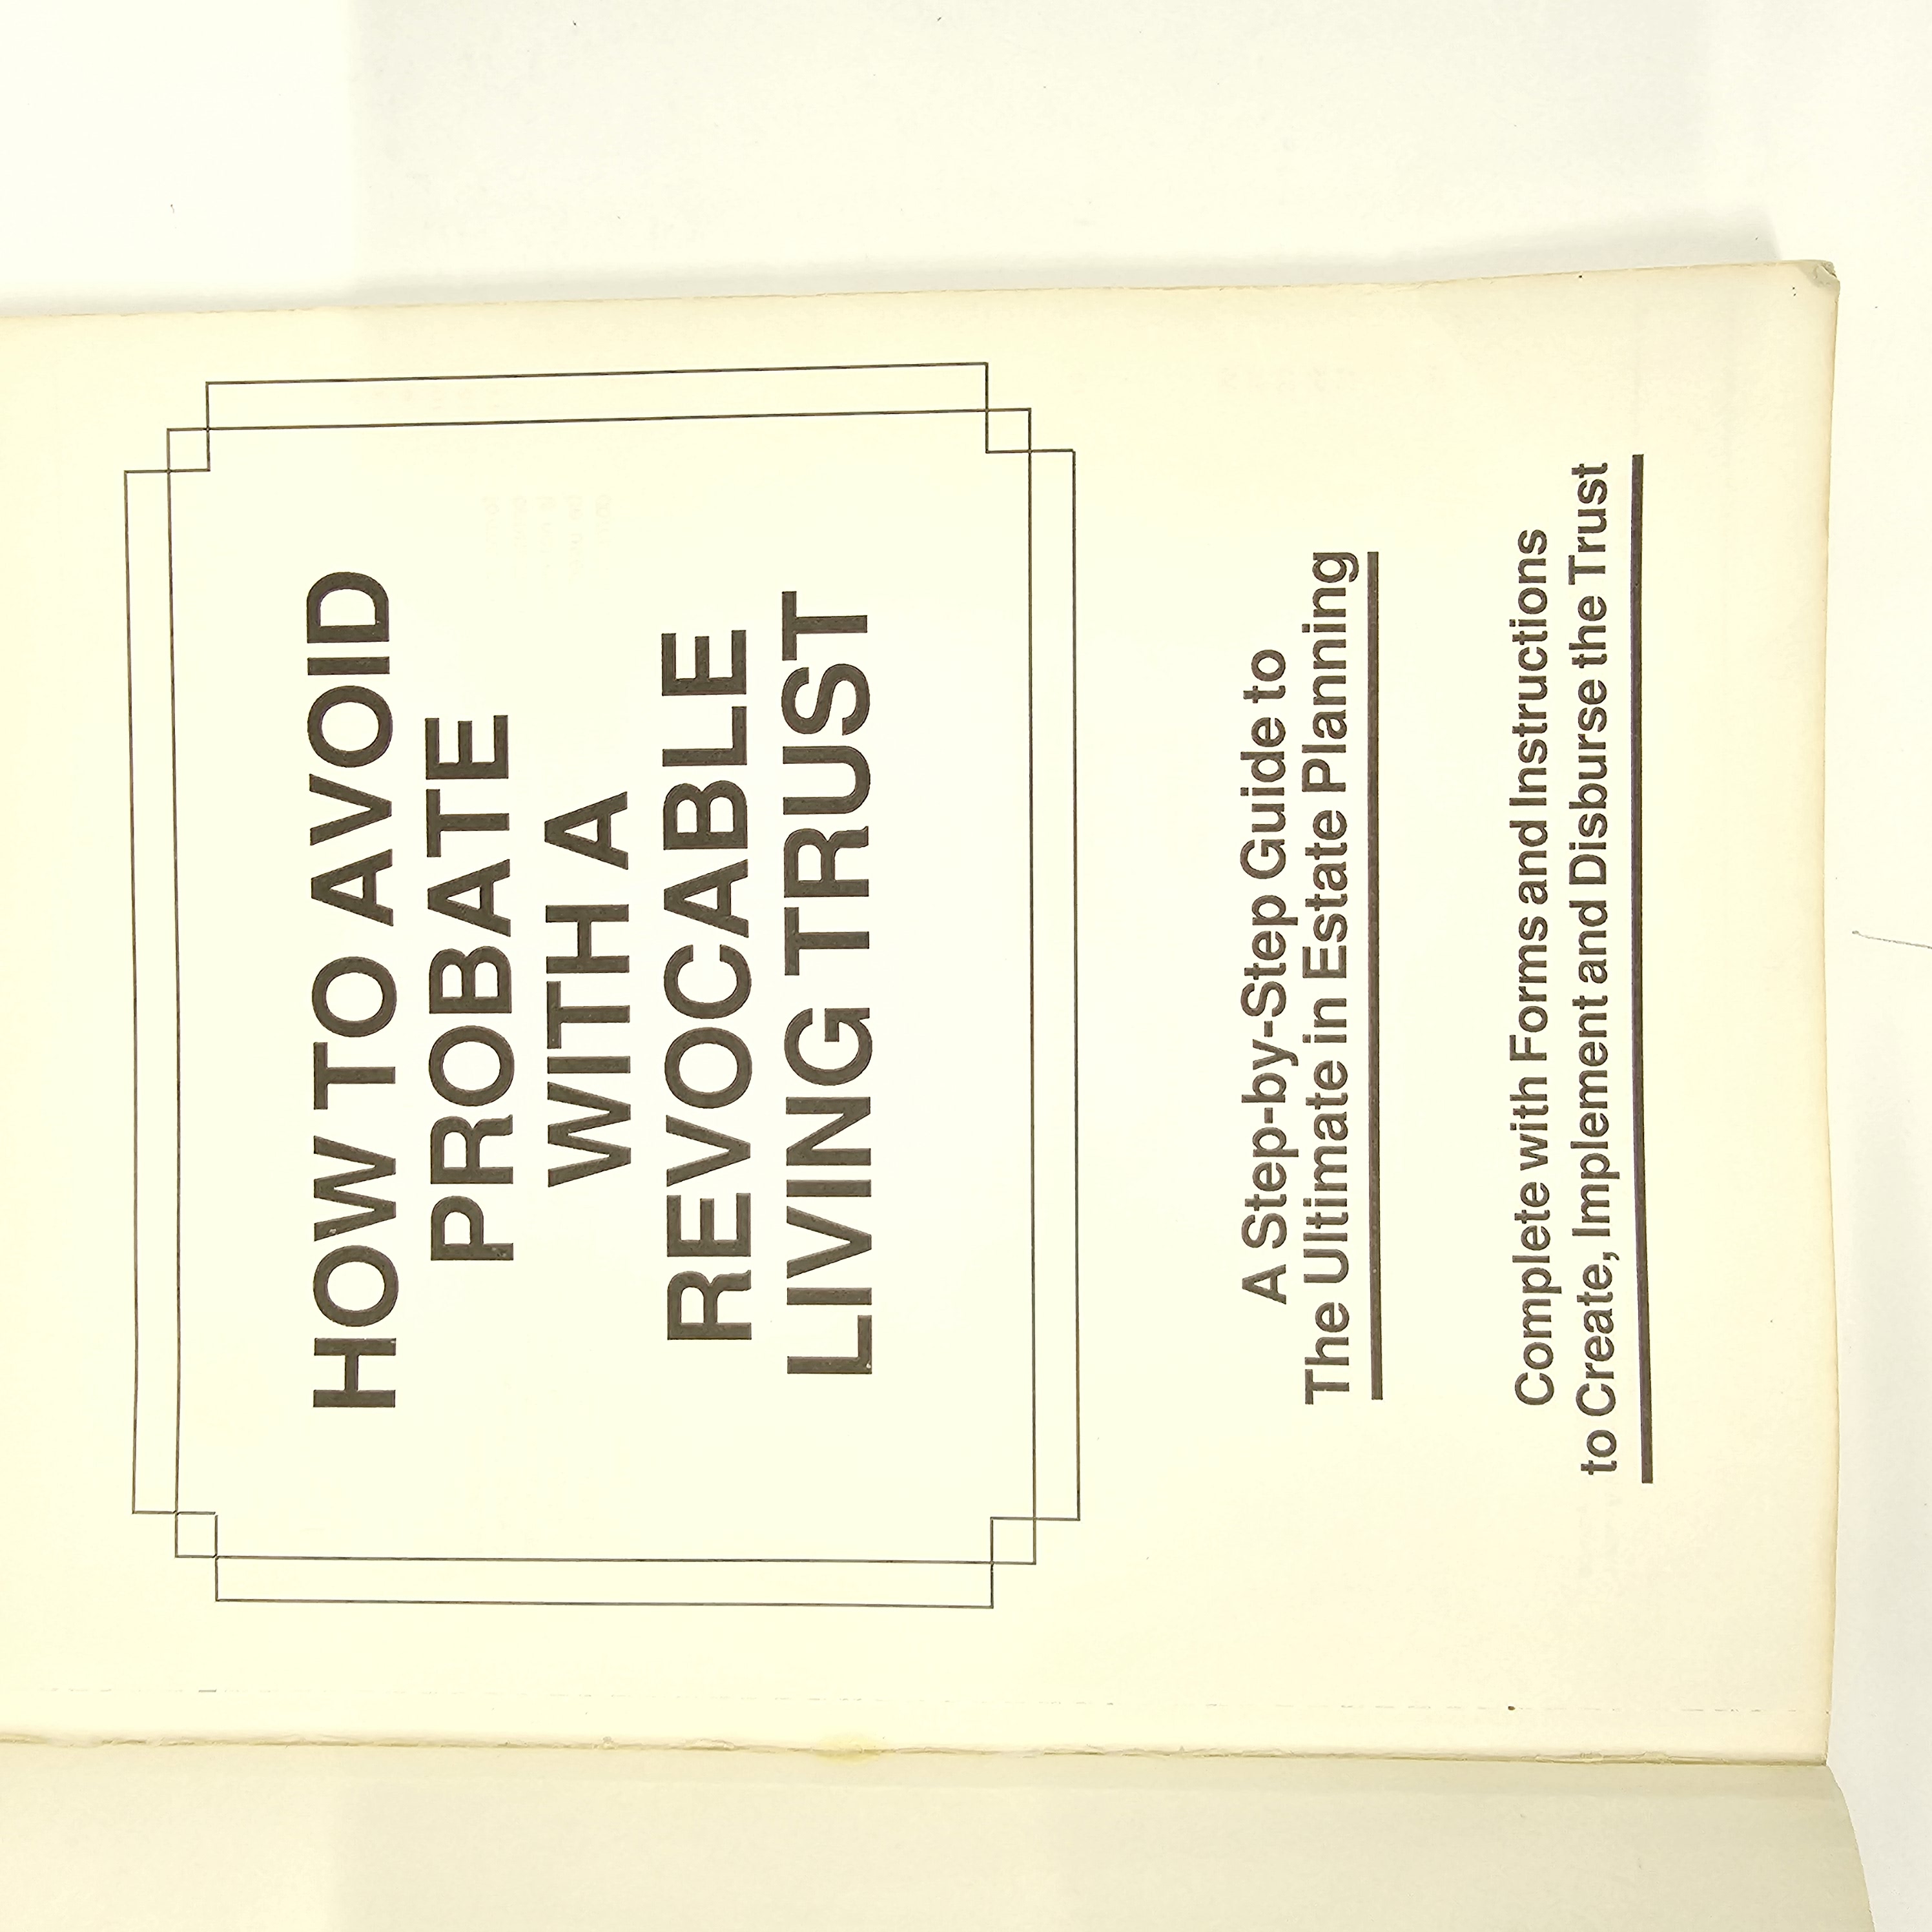 HOW TO AVOID
PROBATE
WITH A
REVOCABLE
LIVING TRUST
A Step-by-Step Guide to
The Ultimate in Estate Planning
Complete with Forms and Instructions
to Create, Implement and Disburse the Trust